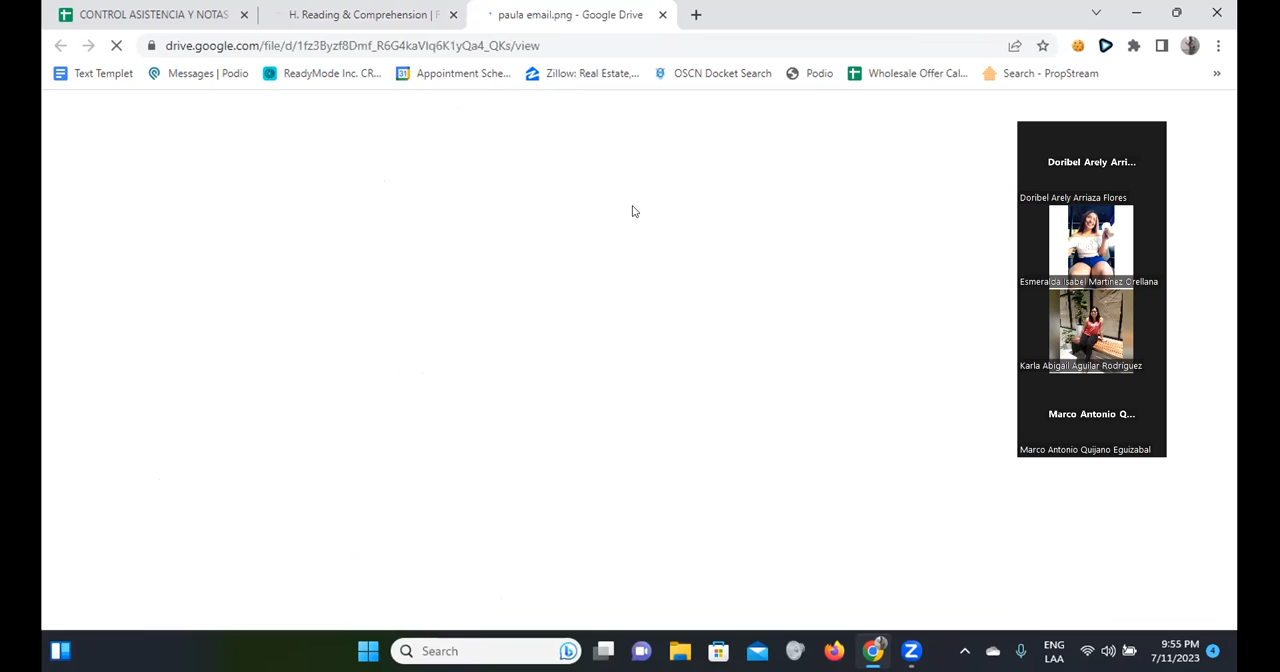 CONTROL ASISTENCIA Y NOTAS
H. Reading & Comprehension | F
paula email.png - Google Drive
drive.google.com/file/d/1fz3Byzf8Dmf_R6G4kaVIq6K1yQa4_QKs/view
Text Templet
Messages | Podio
ReadyMode Inc. CR...
Appointment Sche...
Zillow: Real Estate,...
OSCN Docket Search
Podio
Wholesale Offer Cal...
Search - PropStream
Doribel Arely Arri...
Doribel Arely Arriaza Flores
Esmeralda Isabel Martinez Orellana
Karla Abigail Aguilar Rodríguez
Marco Antonio Q...
Marco Antonio Quijano Eguizabal
Search
ENG
LAA
9:55 PM
7/11/2023
4